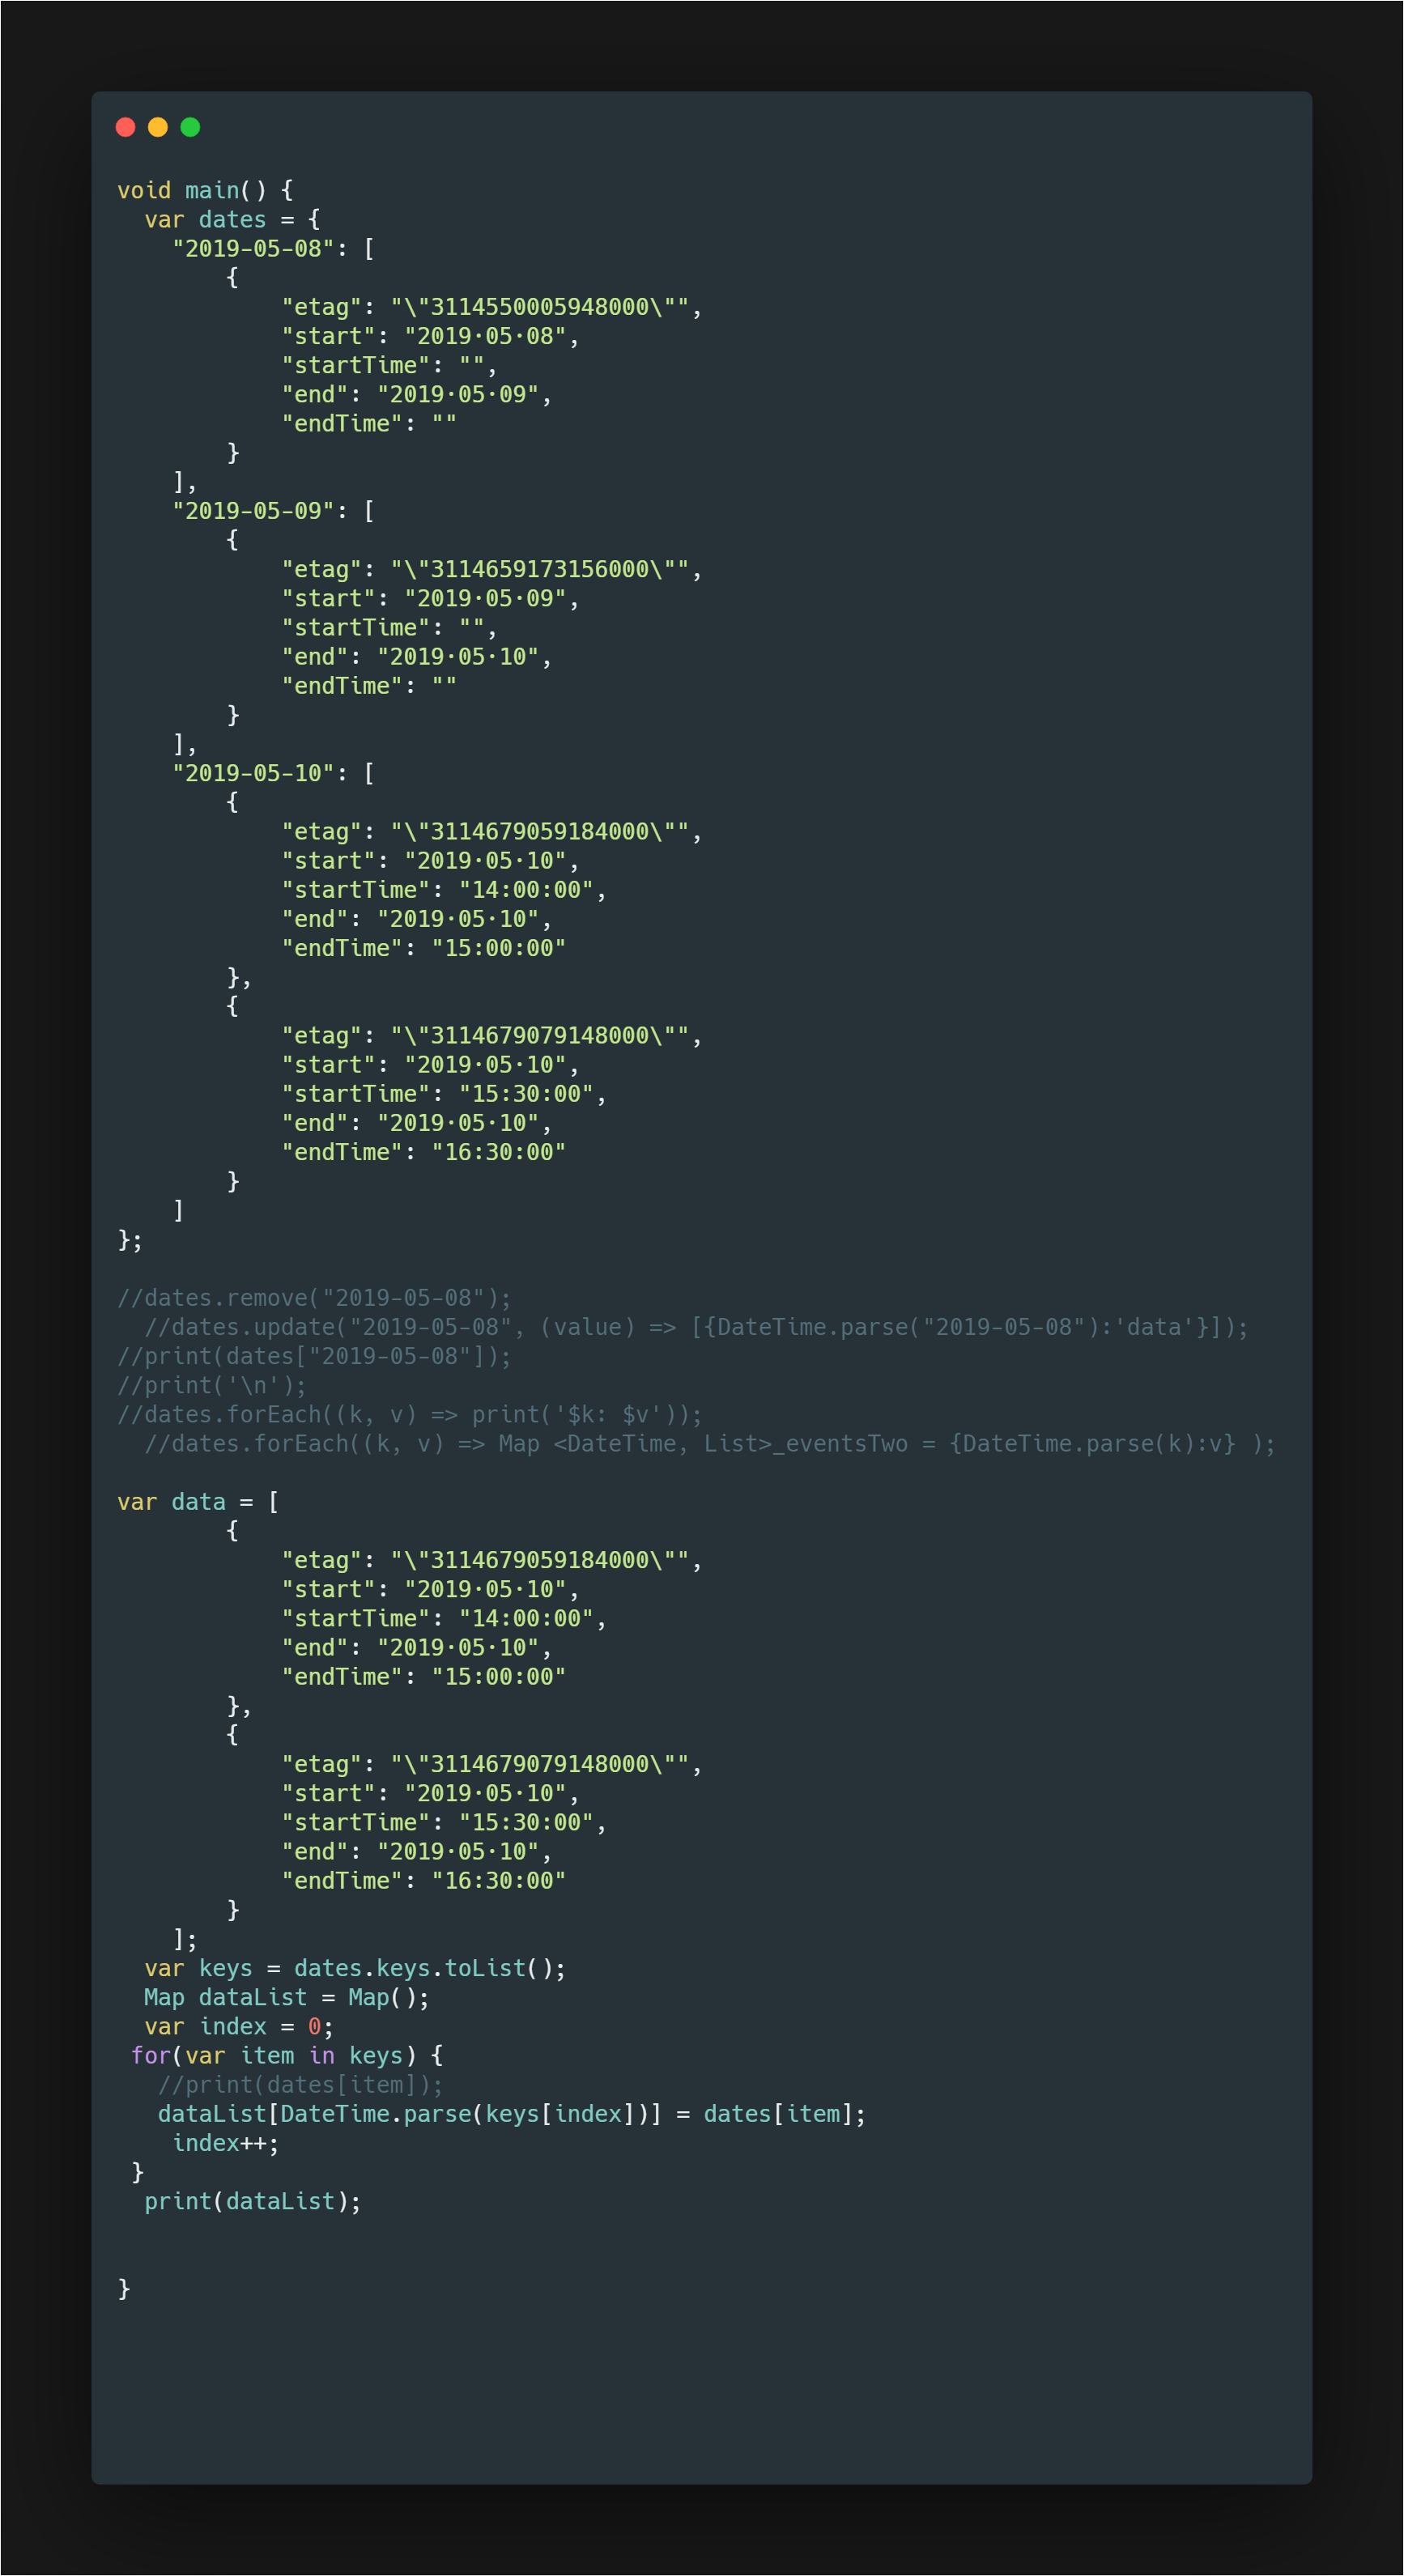 void main() {
  var dates = {
    "2019-05-08": [
        {
            "etag": "\"3114550005948000\"",
            "start": "2019·05·08",
            "startTime": "",
            "end": "2019·05·09",
            "endTime": ""
        }
    ],
    "2019-05-09": [
        {
            "etag": "\"3114659173156000\"",
            "start": "2019·05·09",
            "startTime": "",
            "end": "2019·05·10",
            "endTime": ""
        }
    ],
    "2019-05-10": [
        {
            "etag": "\"3114679059184000\"",
            "start": "2019·05·10",
            "startTime": "14:00:00",
            "end": "2019·05·10",
            "endTime": "15:00:00"
        },
        {
            "etag": "\"3114679079148000\"",
            "start": "2019·05·10",
            "startTime": "15:30:00",
            "end": "2019·05·10",
            "endTime": "16:30:00"
        }
    ]
};

//dates.remove("2019-05-08");
  //dates.update("2019-05-08", (value) => [{DateTime.parse("2019-05-08"):'data'}]);
//print(dates["2019-05-08"]);
//print('\n');
//dates.forEach((k, v) => print('$k: $v'));
  //dates.forEach((k, v) => Map <DateTime, List>_eventsTwo = {DateTime.parse(k):v} );

var data = [
        {
            "etag": "\"3114679059184000\"",
            "start": "2019·05·10",
            "startTime": "14:00:00",
            "end": "2019·05·10",
            "endTime": "15:00:00"
        },
        {
            "etag": "\"3114679079148000\"",
            "start": "2019·05·10",
            "startTime": "15:30:00",
            "end": "2019·05·10",
            "endTime": "16:30:00"
        }
    ];
  var keys = dates.keys.toList();
  Map dataList = Map();
  var index = 0;
 for(var item in keys) {
   //print(dates[item]);
   dataList[DateTime.parse(keys[index])] = dates[item];
    index++;
 }
  print(dataList);


}